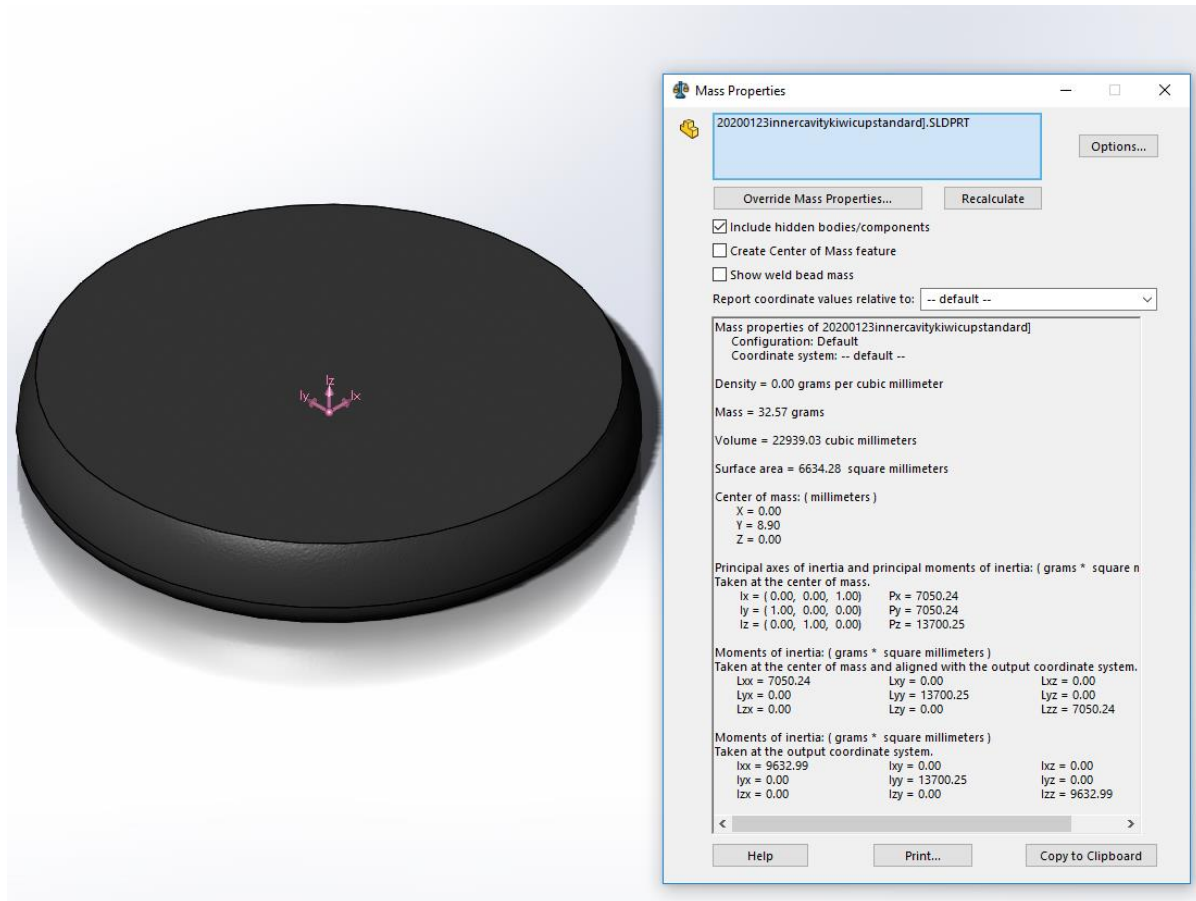 Mass Properties
20200123innercavitykiwicupstandard].SLDPRT
Options...
Override Mass Properties...
Recalculate
Include hidden bodies/components
Create Center of Mass feature
Show weld bead mass
Report coordinate values relative to: -- default --
Mass properties of 20200123innercavitykiwicupstandard]
Configuration: Default
Coordinate system: -- default --
Density = 0.00 grams per cubic millimeter
Mass = 32.57 grams
Volume = 22939.03 cubic millimeters
Surface area = 6634.28 square millimeters
Center of mass: ( millimeters )
X = 0.00
Y = 8.90
Z = 0.00
Principal axes of inertia and principal moments of inertia: ( grams * square m
Taken at the center of mass.
Ix = ( 0.00, 0.00, 1.00) Px = 7050.24
Iy = ( 1.00, 0.00, 0.00) Py = 7050.24
Iz = ( 0.00, 1.00, 0.00) Pz = 13700.25
Moments of inertia: ( grams * square millimeters )
Taken at the center of mass and aligned with the output coordinate system.
Lxx = 7050.24 Lxy = 0.00 Lxz = 0.00
Lyx = 0.00 Lyy = 13700.25 Lyz = 0.00
Lzx = 0.00 Lzy = 0.00 Lzz = 7050.24
Moments of inertia: ( grams * square millimeters )
Taken at the output coordinate system.
Ixx = 9632.99 Ixy = 0.00 Ixz = 0.00
Iyx = 0.00 Iyy = 13700.25 Iyz = 0.00
Izx = 0.00 Izy = 0.00 Izz = 9632.99
Help
Print...
Copy to Clipboard
Iz
Iy
Ix